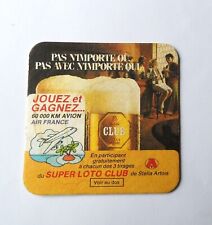 PAS N'IMPORTE OÙ...
PAS AVEC N'IMPORTE QUI...
JOUEZ et
GAGNEZ...
60 000 KM AVION
AIR FRANCE
CLUB
En participant
gratuitement
à chacun des 3 tirages
du SUPER LOTO CLUB de Stella Artois
Voir au dos